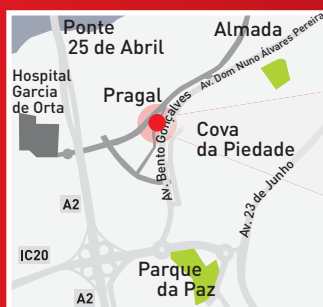 Ponte
25 de Abril
Almada
Av. Dom Nuno Álvares Pereira
Hospital
Garcia
de Orta
Pragal
Av. Bento Gonçalves
Cova
da Piedade
Av. 23 de Junho
A2
IC20
Parque
da Paz
A2